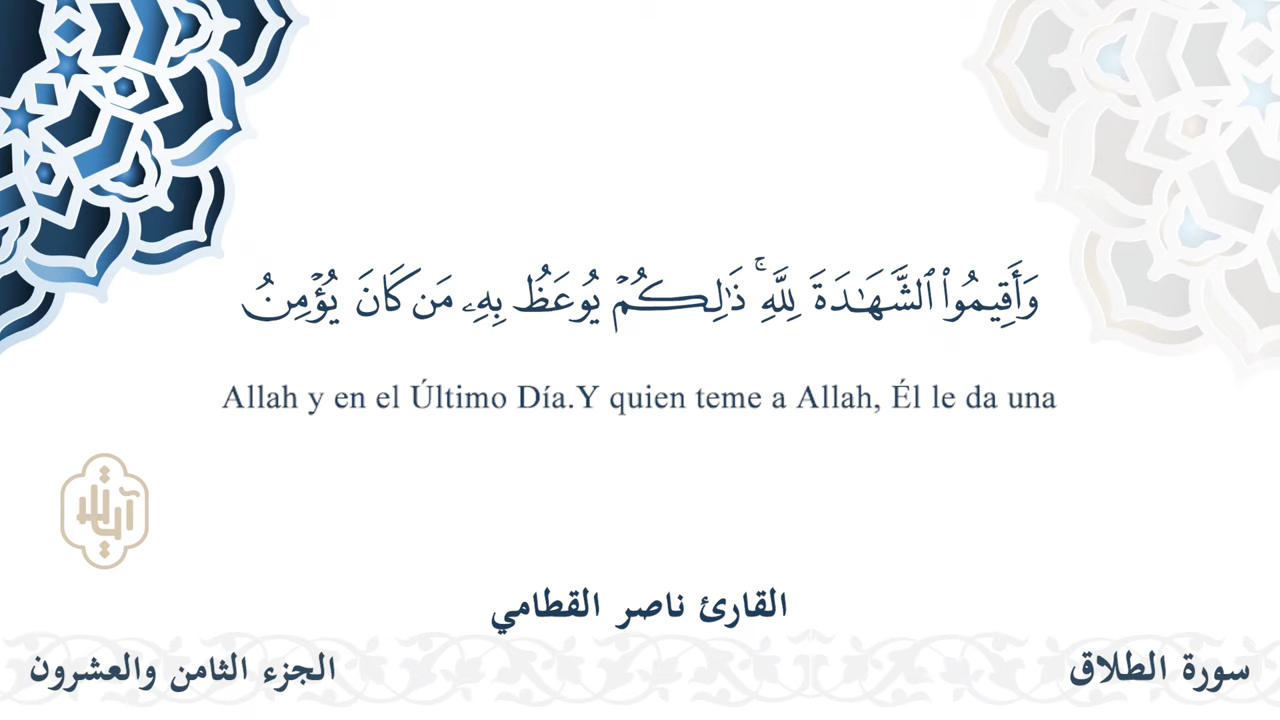 وَأَقِيمُوا۟ ٱلشَّهَـٰدَةَ لِلَّهِ ۚ ذَٰلِكُمْ يُوعَظُ بِهِۦ مَن كَانَ يُؤْمِنُ
Allah y en el Último Día.Y quien teme a Allah, Él le da una
القارئ ناصر القطامي
سورة الطلاق
الجزء الثامن والعشرون